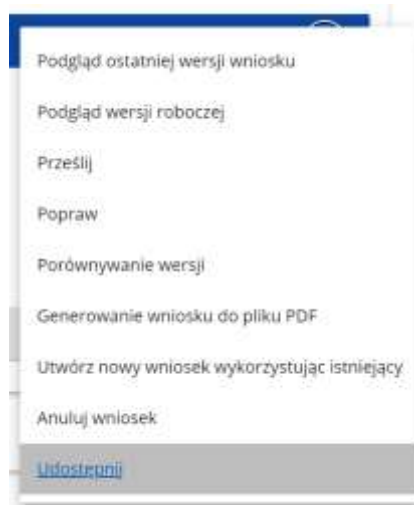 Podgląd ostatniej wersji wniosku
Podgląd wersji roboczej
Prześlij
Popraw
Porównywanie wersji
Generowanie wniosku do pliku PDF
Utwórz nowy wniosek wykorzystując istniejący
Anuluj wniosek
Udostępnij